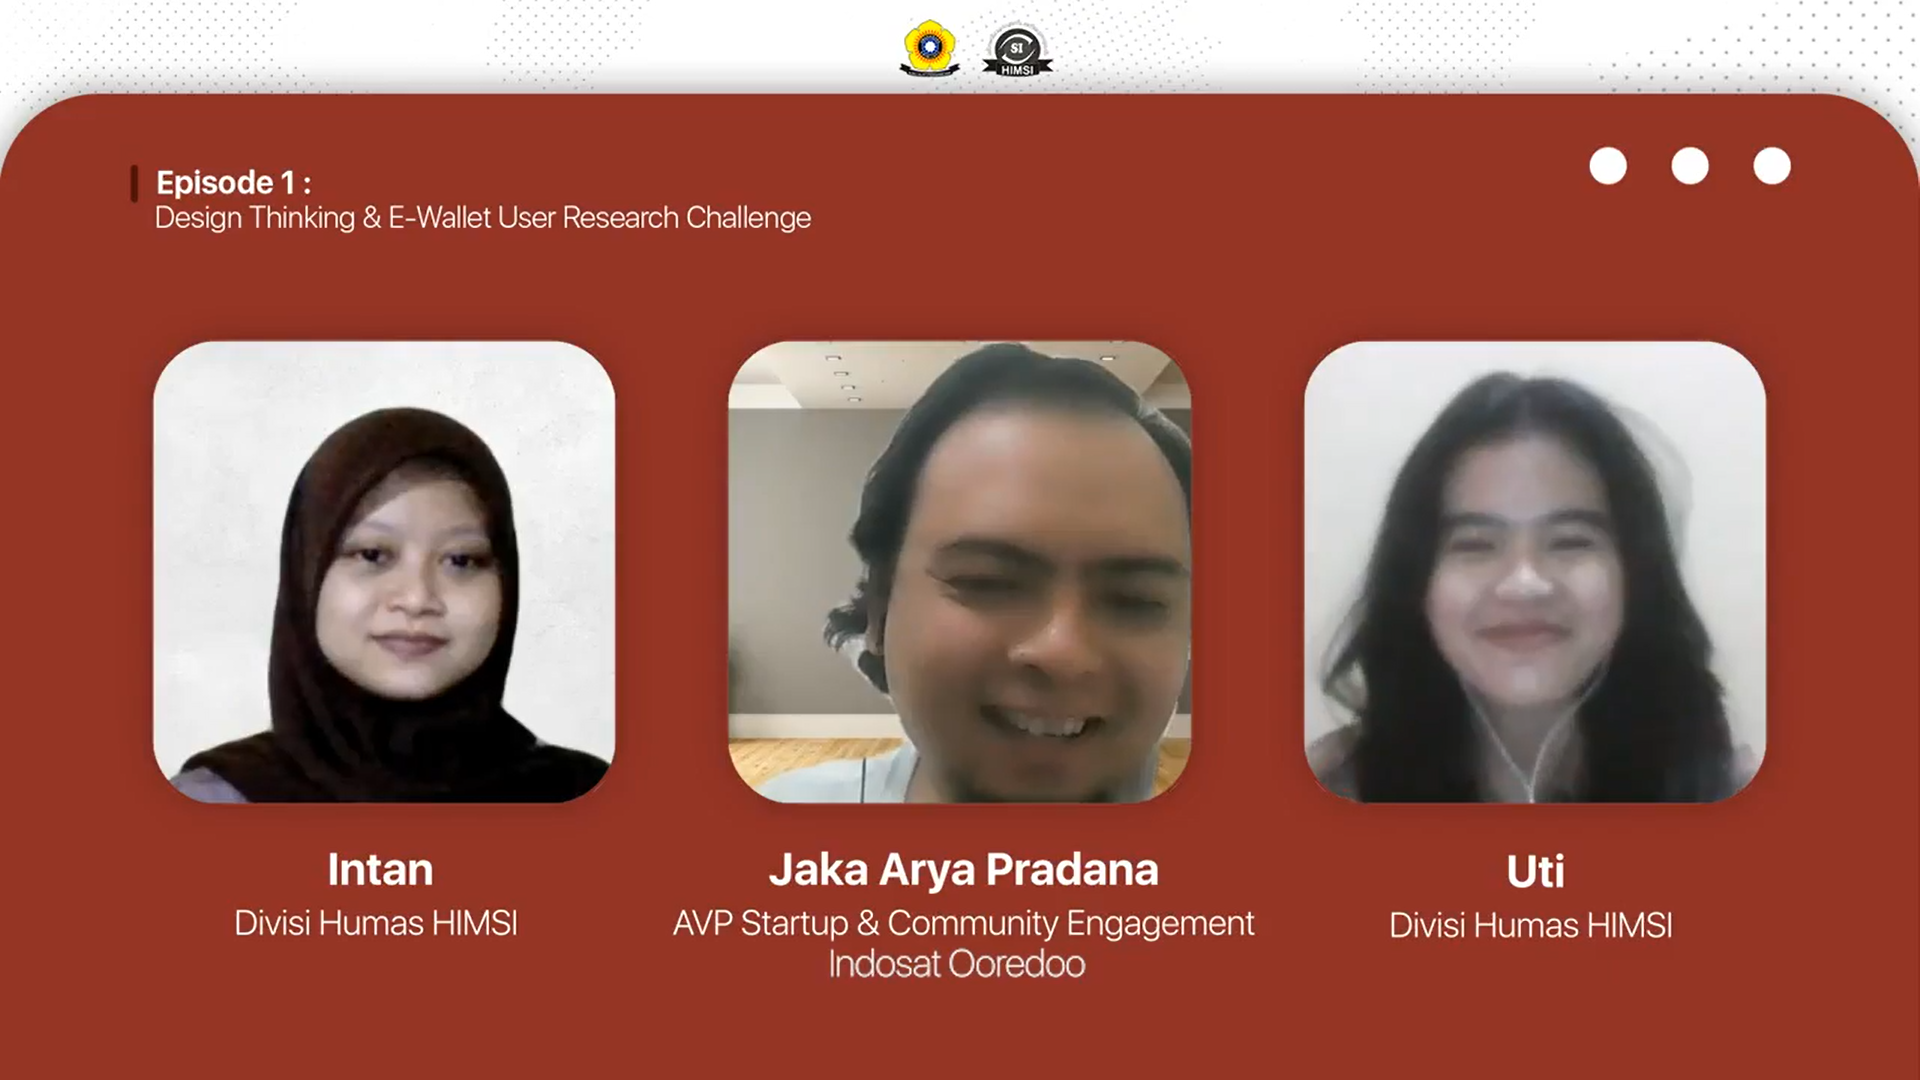 SI
HIMSI
Episode 1 :
Design Thinking & E-Wallet User Research Challenge
Intan
Divisi Humas HIMSI
Jaka Arya Pradana
AVP Startup & Community Engagement
Indosat Ooredoo
Uti
Divisi Humas HIMSI